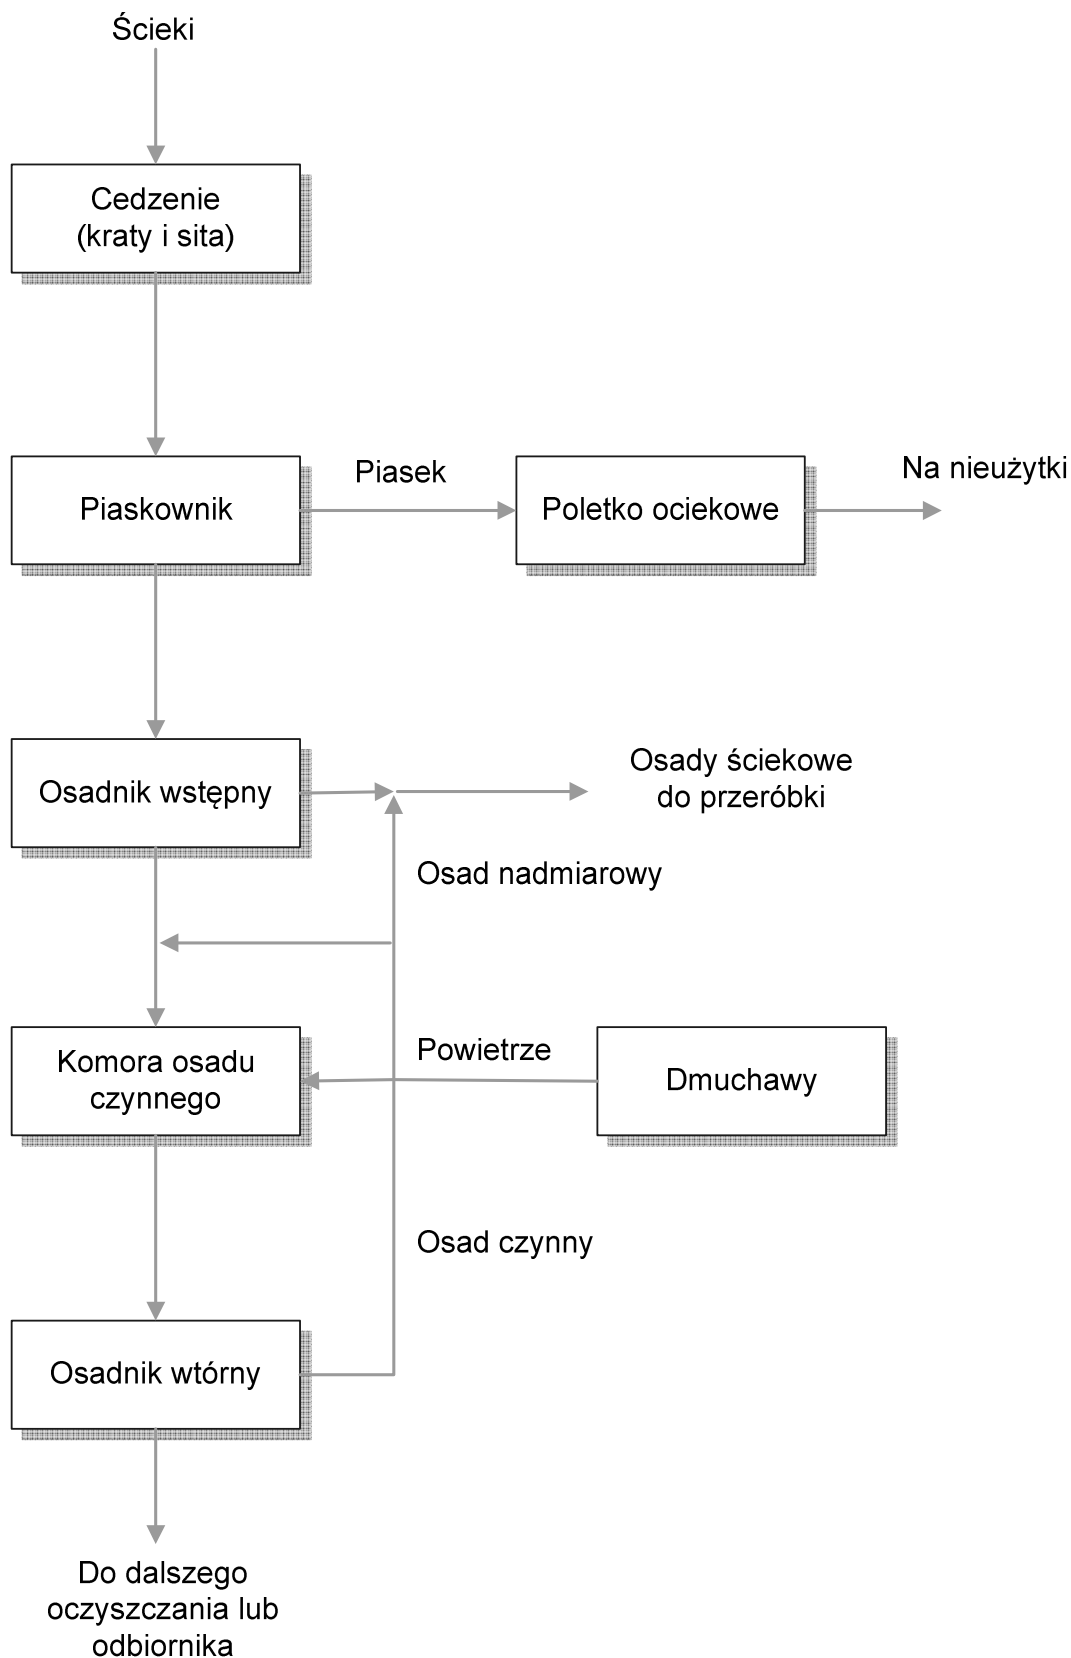 Ścieki
Cedzenie
(kraty i sita)
Piaskownik
Piasek
Poletko ociekowe
Na nieużytki
Osadnik wstępny
Osady ściekowe
do przeróbki
Osad nadmiarowy
Komora osadu
czynnego
Powietrze
Dmuchawy
Osad czynny
Osadnik wtórny
Do dalszego
oczyszczania lub
odbiornika